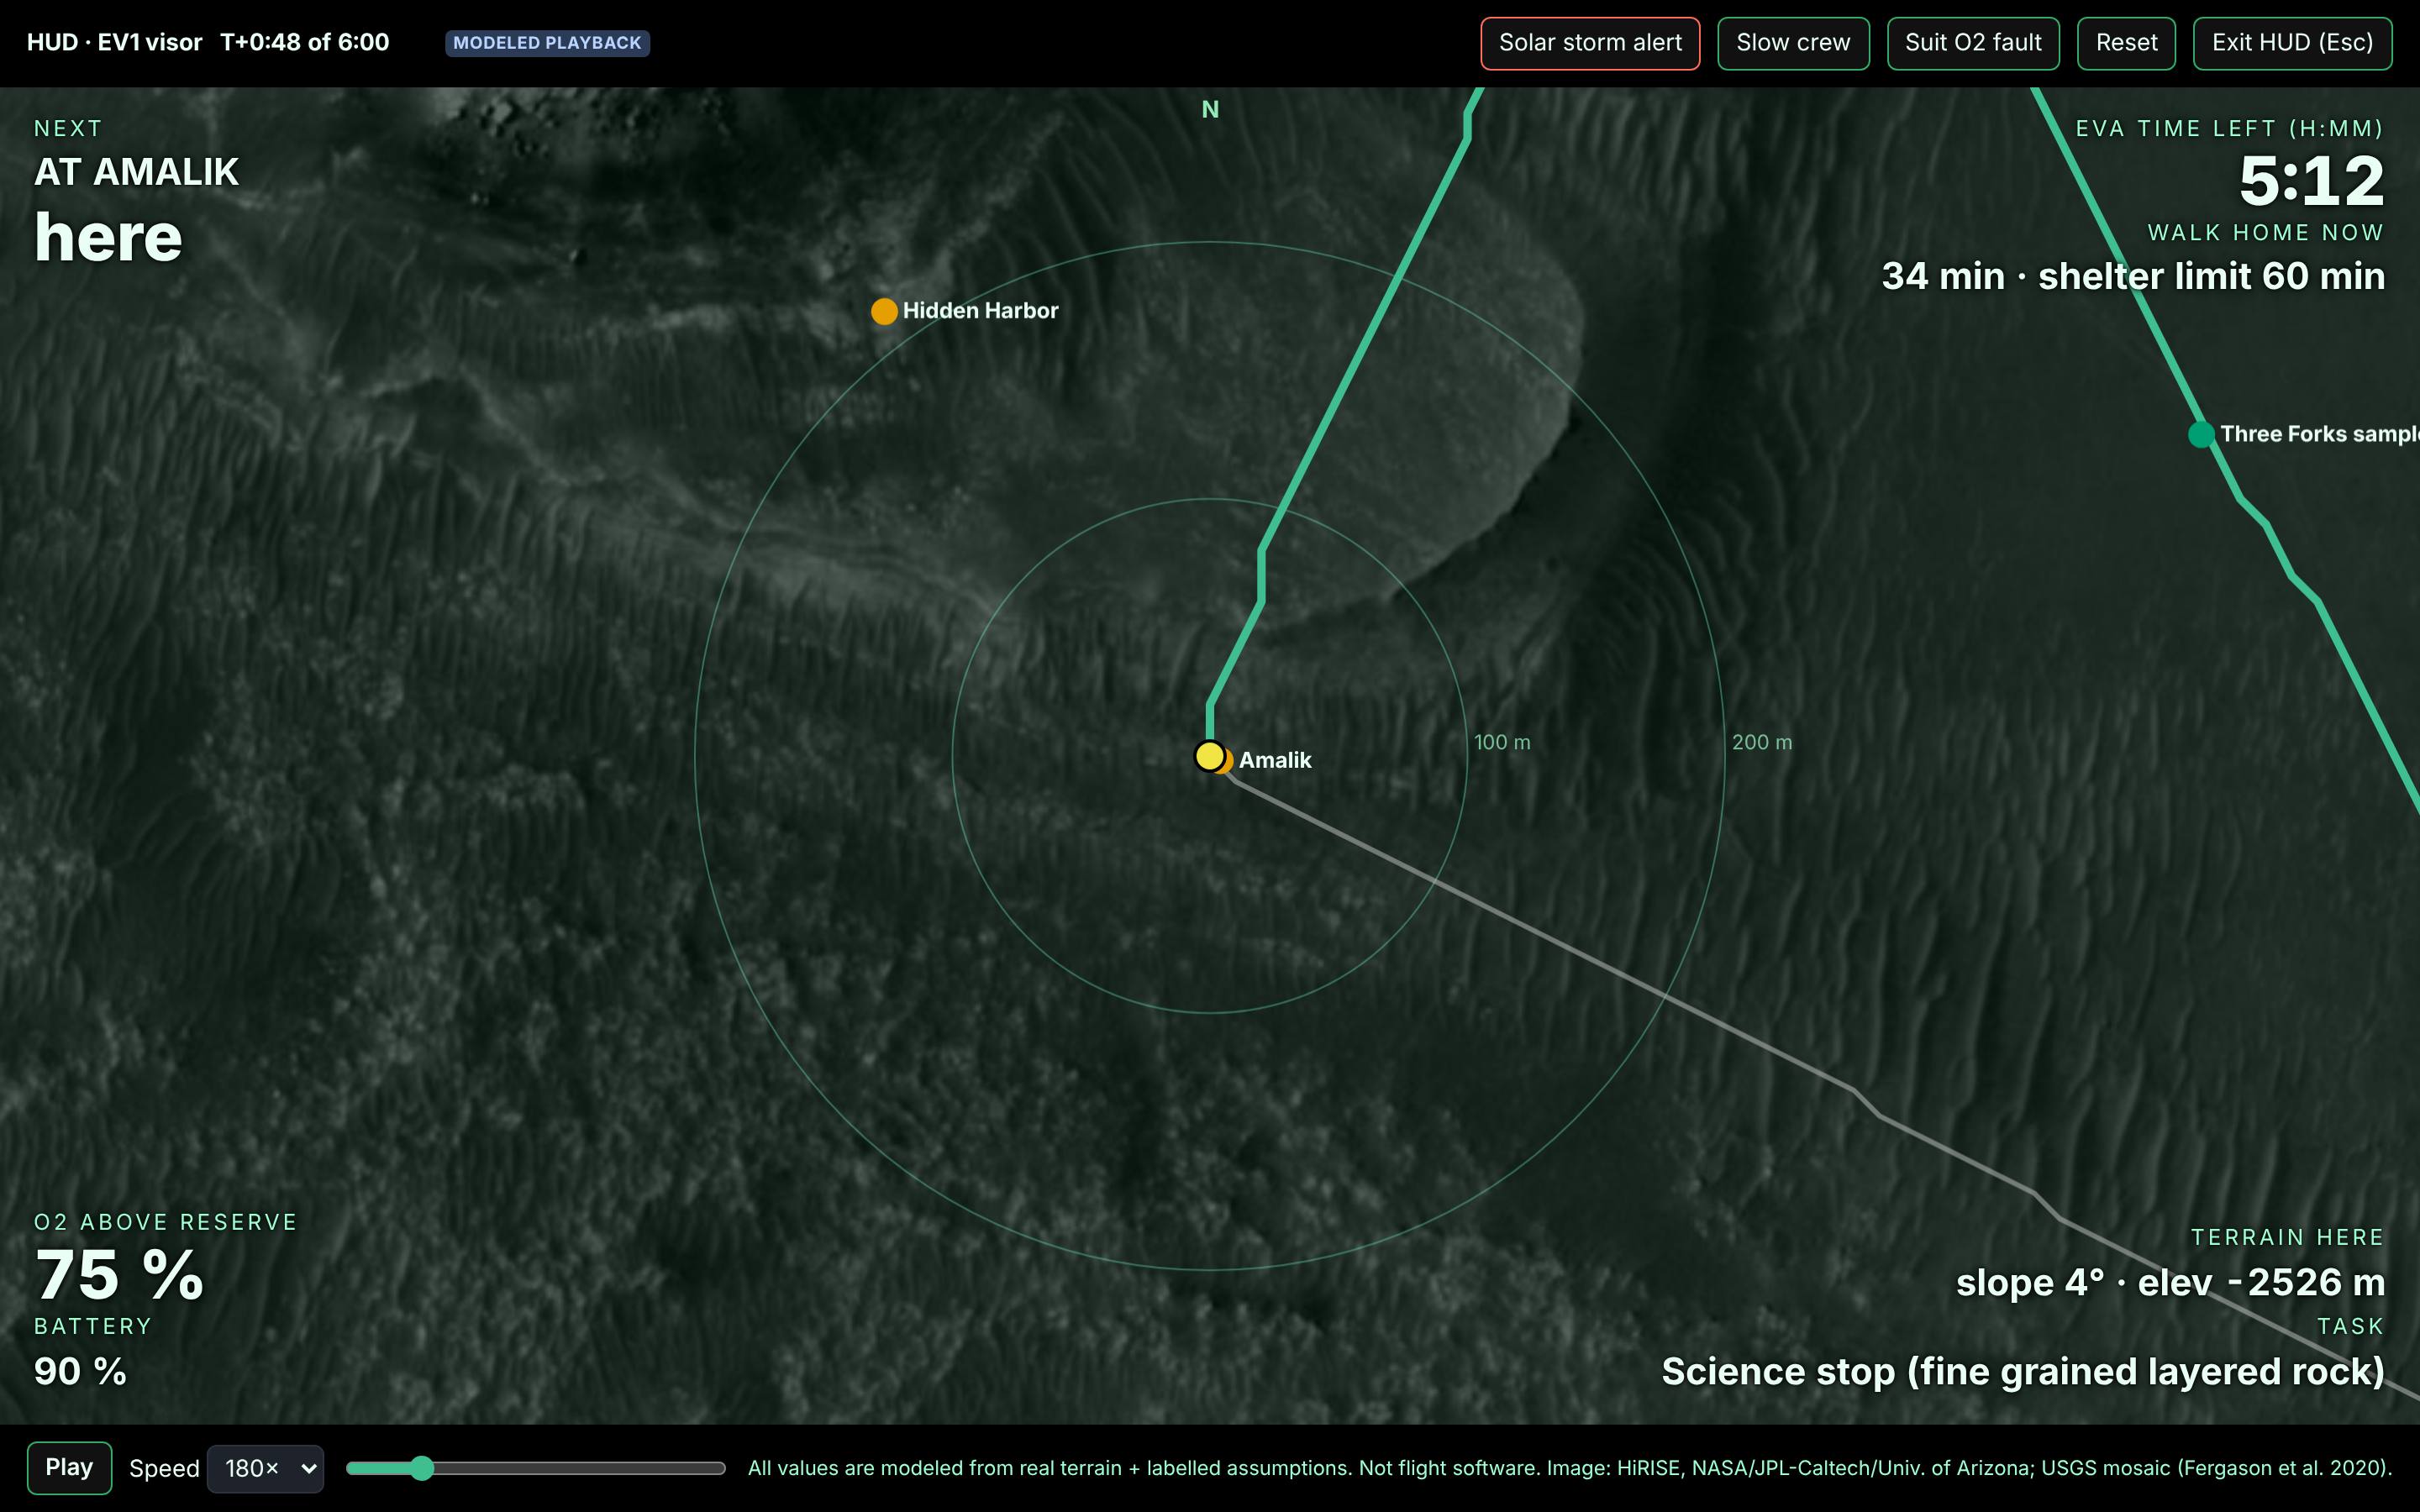 HUD · EV1 visor T+0:48 of 6:00 MODELED PLAYBACK
Solar storm alert
Slow crew
Suit O2 fault
Reset
Exit HUD (Esc)
N
NEXT
AT AMALIK
here
EVA TIME LEFT (H:MM)
5:12
WALK HOME NOW
34 min · shelter limit 60 min
Hidden Harbor
Three Forks sampl
100 m
200 m
Amalik
O2 ABOVE RESERVE
75 %
BATTERY
90 %
TERRAIN HERE
slope 4° · elev -2526 m
TASK
Science stop (fine grained layered rock)
Play
Speed 180×
All values are modeled from real terrain + labelled assumptions. Not flight software. Image: HiRISE, NASA/JPL-Caltech/Univ. of Arizona; USGS mosaic (Fergason et al. 2020).